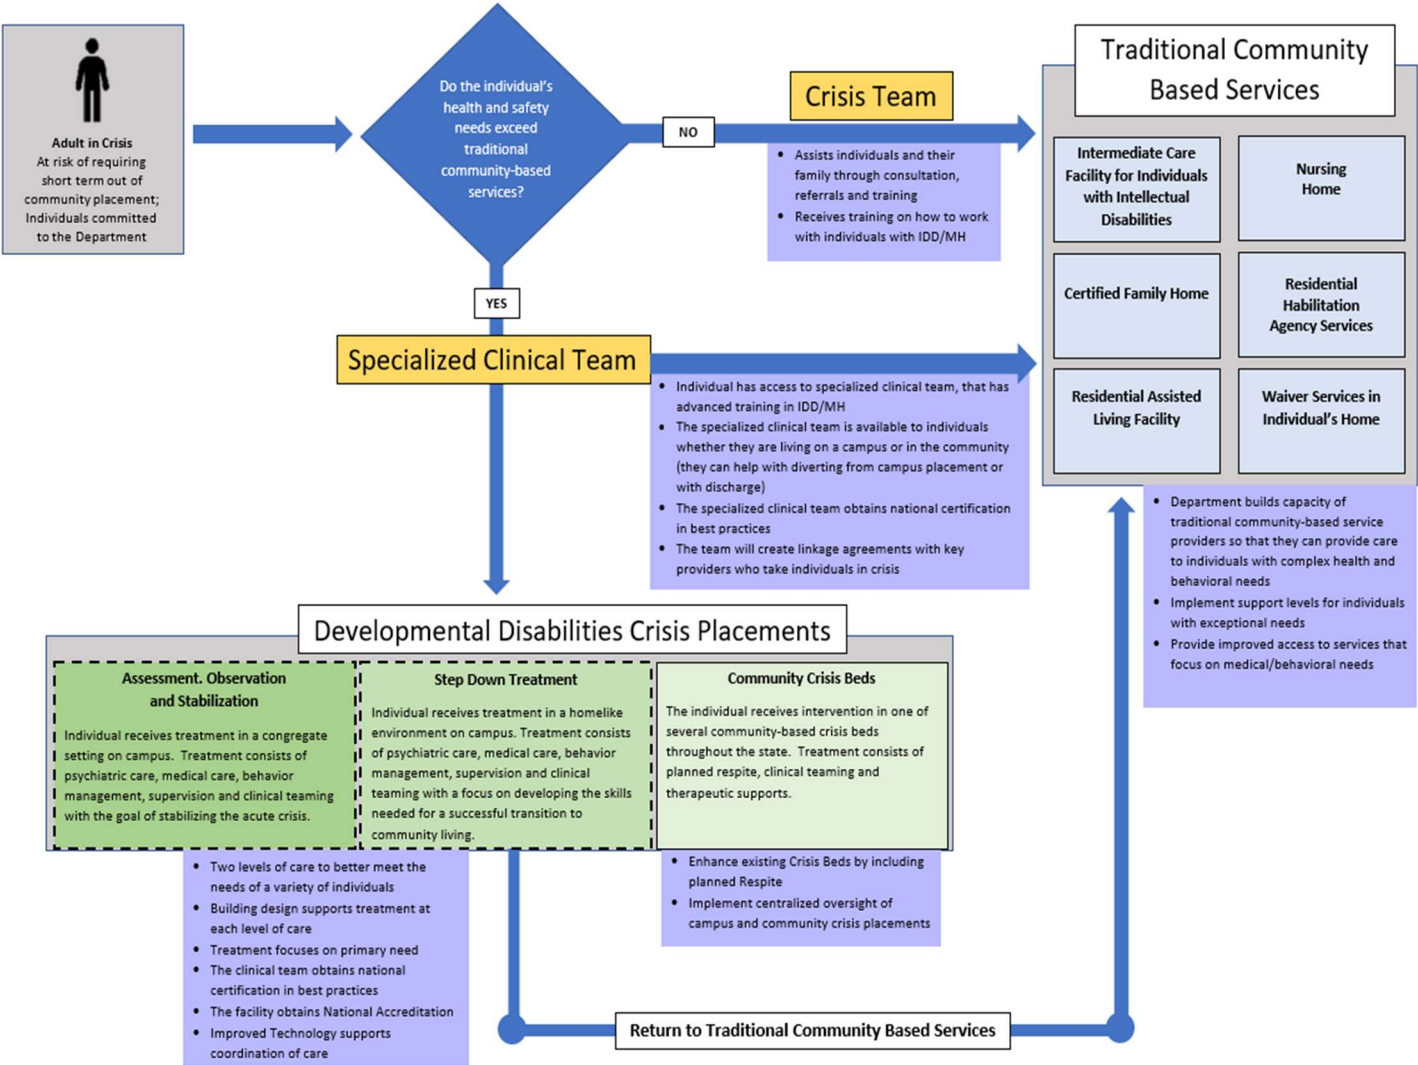 Adult in Crisis
At risk of requiring
short term out of
community placement;
Individuals committed
to the Department
Do the individual's
health and safety
needs exceed
traditional
community-based
services?
NO
Crisis Team
• Assists individuals and their
family through consultation,
referrals and training
• Receives training on how to work
with individuals with IDD/MH
Traditional Community
Based Services
Intermediate Care
Facility for Individuals
with Intellectual
Disabilities
Nursing
Home
Certified Family Home
Residential
Habilitation
Agency Services
Residential Assisted
Living Facility
Waiver Services in
Individual's Home
• Department builds capacity of
traditional community-based service
providers so that they can provide care
to individuals with complex health and
behavioral needs
• Implement support levels for individuals
with exceptional needs
• Provide improved access to services that
focus on medical/behavioral needs
YES
Specialized Clinical Team
• Individual has access to specialized clinical team, that has
advanced training in IDD/MH
• The specialized clinical team is available to individuals
whether they are living on a campus or in the community
(they can help with diverting from campus placement or
with discharge)
• The specialized clinical team obtains national certification
in best practices
• The team will create linkage agreements with key
providers who take individuals in crisis
Developmental Disabilities Crisis Placements
Assessment. Observation
and Stabilization
Individual receives treatment in a congregate
setting on campus. Treatment consists of
psychiatric care, medical care, behavior
management, supervision and clinical teaming
with the goal of stabilizing the acute crisis.
Step Down Treatment
Individual receives treatment in a homelike
environment on campus. Treatment consists
of psychiatric care, medical care, behavior
management, supervision and clinical
teaming with a focus on developing the skills
needed for a successful transition to
community living.
Community Crisis Beds
The individual receives intervention in one of
several community-based crisis beds
throughout the state. Treatment consists of
planned respite, clinical teaming and
therapeutic supports.
• Two levels of care to better meet the
needs of a variety of individuals
• Building design supports treatment at
each level of care
• Treatment focuses on primary need
• The clinical team obtains national
certification in best practices
• The facility obtains National Accreditation
• Improved Technology supports
coordination of care
• Enhance existing Crisis Beds by including
planned Respite
• Implement centralized oversight of
campus and community crisis placements
Return to Traditional Community Based Services